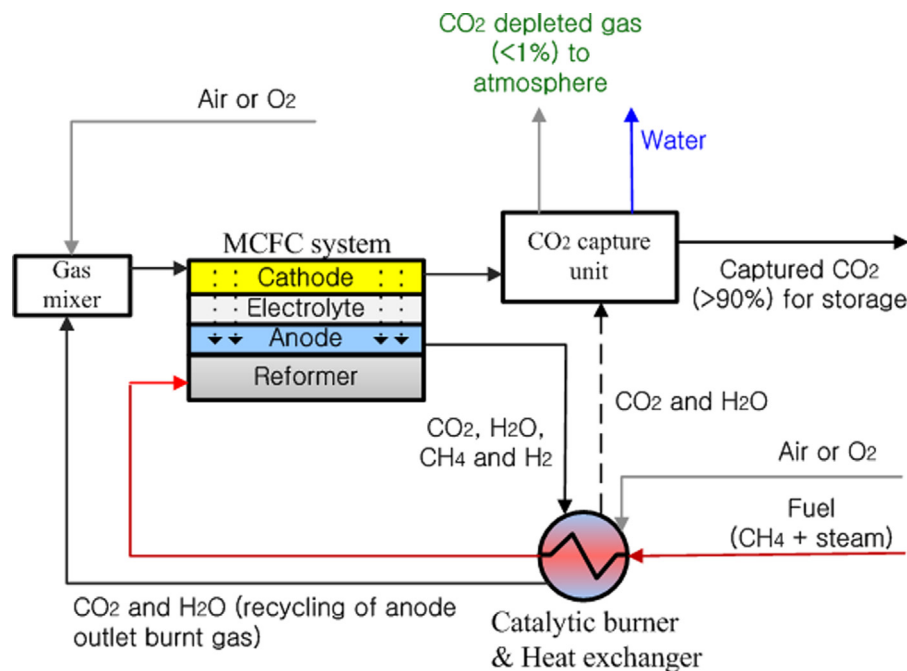 CO2 depleted gas
(<1%) to
atmosphere
Air or O2
Water
MCFC system
Gas
mixer
Cathode
Electrolyte
Anode
Reformer
CO2 capture
unit
Captured CO2
(>90%) for storage
CO2 and H2O
CO2, H2O,
CH4 and H2
Air or O2
Fuel
(CH4 + steam)
CO2 and H2O (recycling of anode
outlet burnt gas)
Catalytic burner
& Heat exchanger